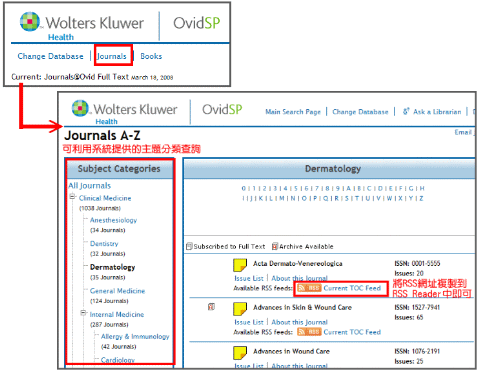 Wolters Kluwer
Health
OvidSP
Change Database | Journals | Books
Current: Journals@Ovid Full Text March 18, 2008
Wolters Kluwer
Health
OvidSP
Main Search Page | Change Database | Ask a Librarian
Journals A-Z
Email
可利用系統提供的主題分類查詢
Subject Categories
All Journals
Clinical Medicine
(1038 Journals)
Anesthesiology
(34 Journals)
Dentistry
(32 Journals)
Dermatology
(35 Journals)
General Medicine
(124 Journals)
Internal Medicine
(287 Journals)
Allergy & Immunology
(42 Journals)
Cardiology
Dermatology
0|1|2|3|4|5|6|7|8|9|A|B|C|D|E|F|G|H
I|J|K|L|M|N|O|P|Q|R|S|T|U|V|W|X|Y|Z
Subscribed to Full Text Archive Available
Acta Dermato-Venereologica
ISSN: 0001-5555
Issues: 20
Issue List | About this Journal
Available RSS feeds: RSS Current TOC Feed
將RSS網址複製到
RSS Reader中即可
Advances in Skin & Wound Care
ISSN: 1527-7941
Issues: 65
Issue List | About this Journal
Available RSS feeds: RSS Current TOC Feed
Advances in Wound Care
ISSN: 1076-2191
Issues: 25
Issue List | About this Journal